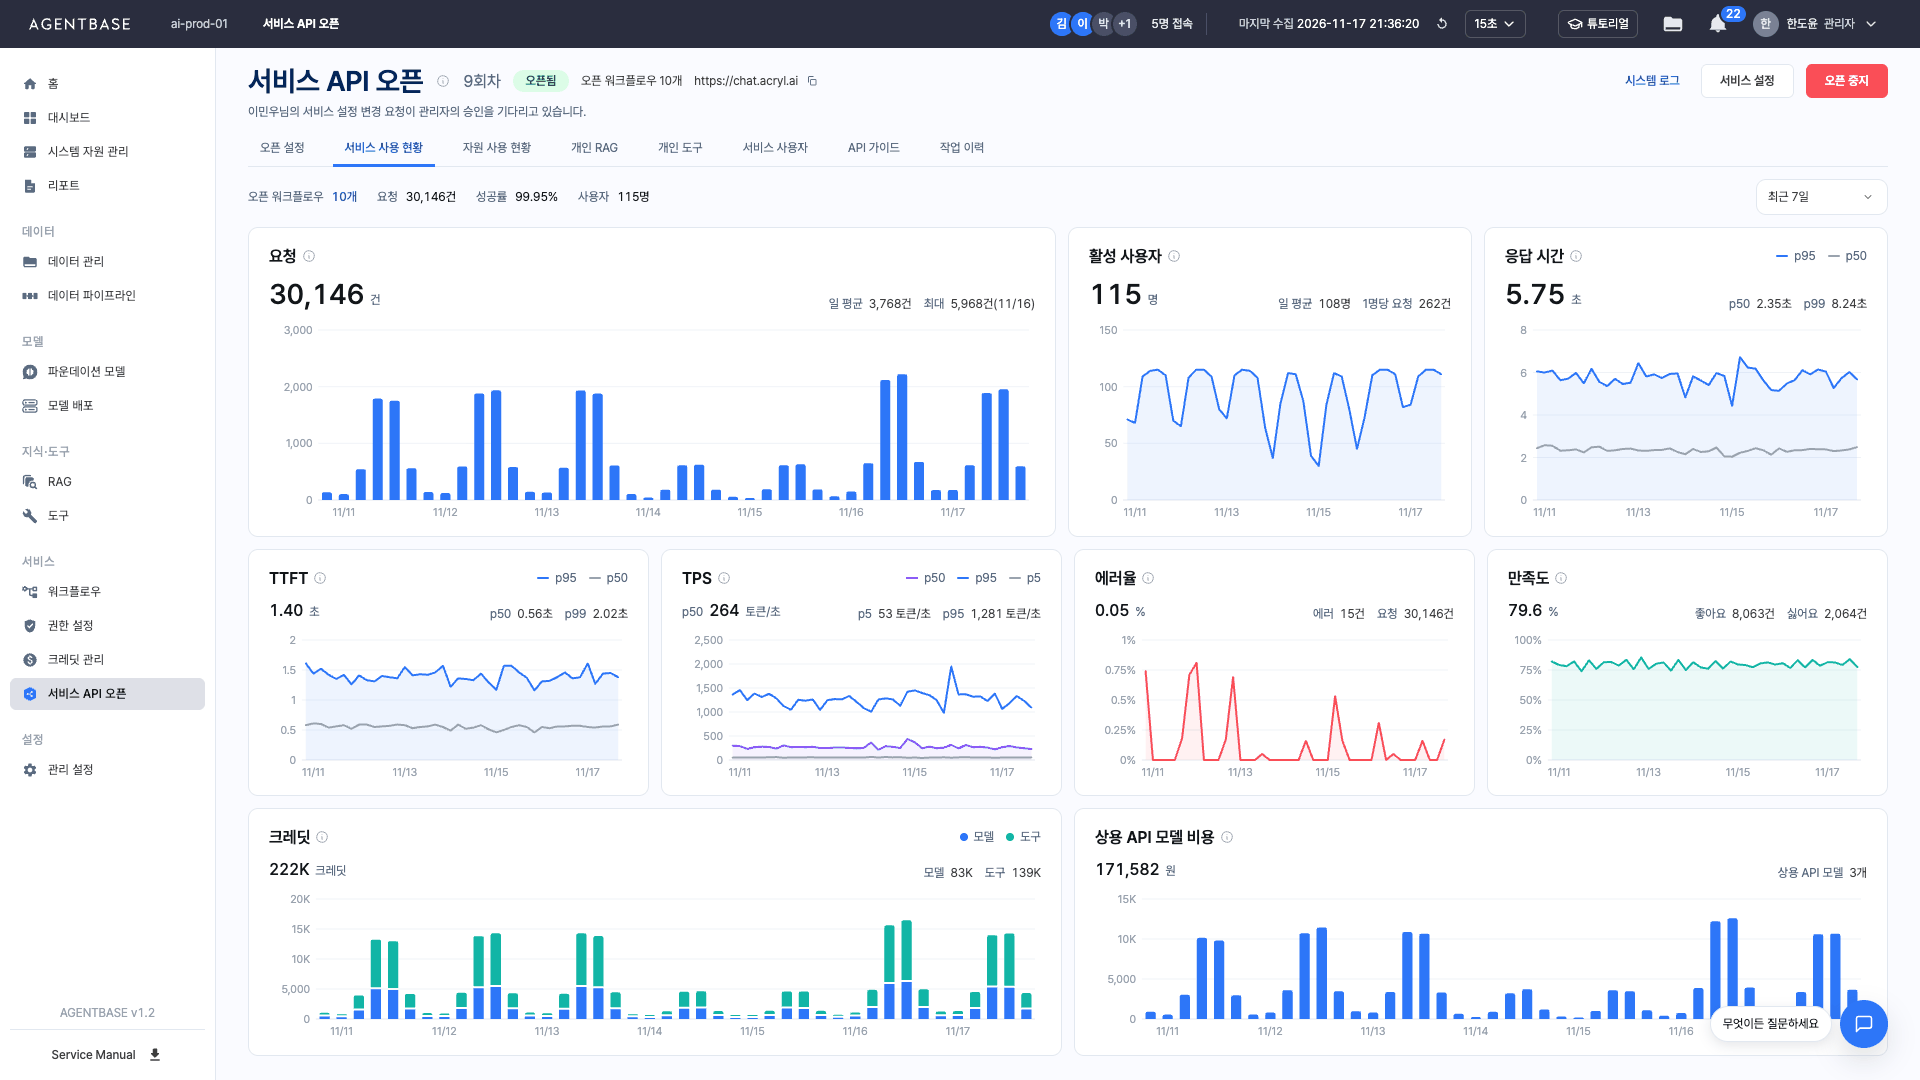 AGENTBASE
ai-prod-01
서비스 API 오픈
김 이 박 +1 5명 접속
마지막 수집 2026-11-17 21:36:20
15초
튜토리얼
22
한 한도윤 관리자
홈
대시보드
시스템 자원 관리
리포트
데이터
데이터 관리
데이터 파이프라인
모델
파운데이션 모델
모델 배포
지식·도구
RAG
도구
서비스
워크플로우
권한 설정
크레딧 관리
서비스 API 오픈
설정
관리 설정
AGENTBASE v1.2
Service Manual
서비스 API 오픈 9회차 오픈됨 오픈 워크플로우 10개 https://chat.acryl.ai
시스템 로그 서비스 설정 오픈 중지
이민우님의 서비스 설정 변경 요청이 관리자의 승인을 기다리고 있습니다.
오픈 설정 서비스 사용 현황 자원 사용 현황 개인 RAG 개인 도구 서비스 사용자 API 가이드 작업 이력
오픈 워크플로우 10개 요청 30,146건 성공률 99.95% 사용자 115명
최근 7일
요청
30,146 건
일 평균 3,768건 최대 5,968건(11/16)
3,000
2,000
1,000
0
11/11 11/12 11/13 11/14 11/15 11/16 11/17
활성 사용자
115 명
일 평균 108명 1명당 요청 262건
150
100
50
0
11/11 11/13 11/15 11/17
응답 시간
p95 p50
5.75 초
p50 2.35초 p99 8.24초
8
6
4
2
0
11/11 11/13 11/15 11/17
TTFT
p95 p50
1.40 초
p50 0.56초 p99 2.02초
2
1.5
1
0.5
0
11/11 11/13 11/15 11/17
TPS
p50 p95 p5
p50 264 토큰/초
p5 53 토큰/초 p95 1,281 토큰/초
2,500
2,000
1,500
1,000
500
0
11/11 11/13 11/15 11/17
에러율
0.05 %
에러 15건 요청 30,146건
1%
0.75%
0.5%
0.25%
0%
11/11 11/13 11/15 11/17
만족도
79.6 %
좋아요 8,063건 싫어요 2,064건
100%
75%
50%
25%
0%
11/11 11/13 11/15 11/17
크레딧
모델 도구
222K 크레딧
모델 83K 도구 139K
20K
15K
10K
5,000
0
11/11 11/12 11/13 11/14 11/15 11/16 11/17
상용 API 모델 비용
171,582 원
상용 API 모델 3개
15K
10K
5,000
0
11/11 11/12 11/13 11/14 11/15 11/16
무엇이든 질문하세요